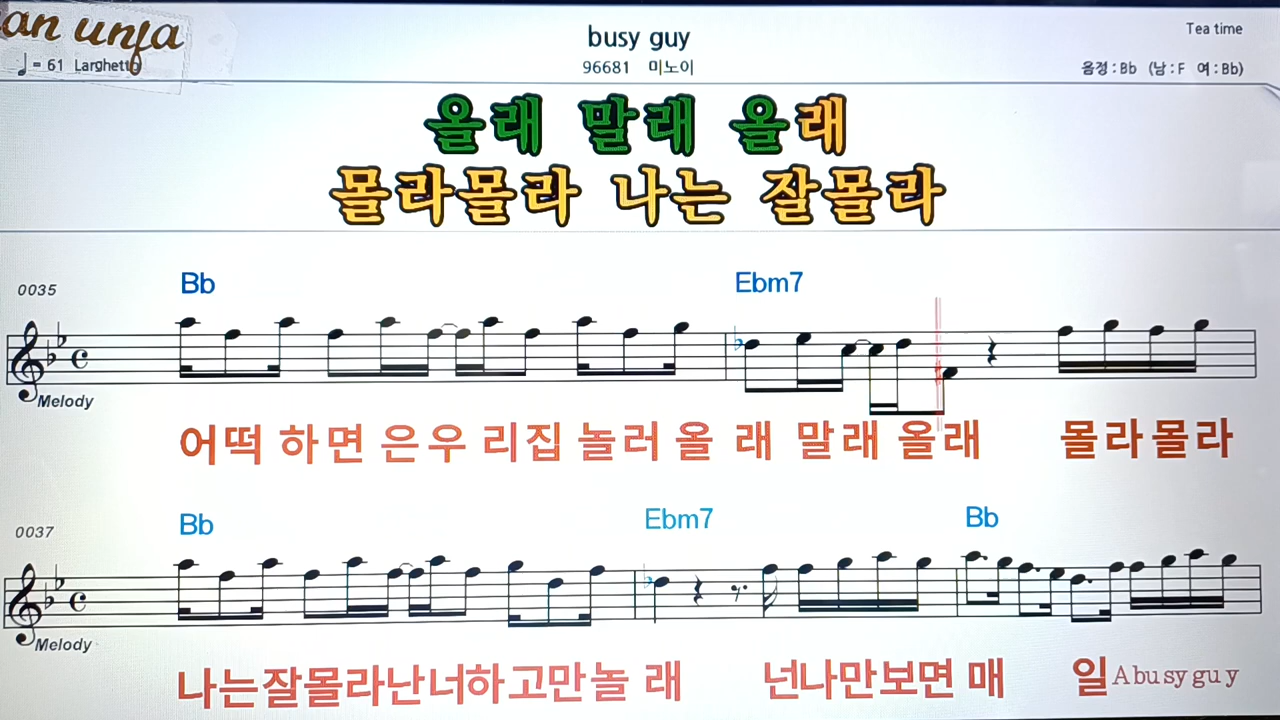 an unfa
busy guy
Tea time
♩= 61 Larghetto
96681 미노이
음정 : Bb (남 : F 여 : Bb)
올래 말래 올래
몰라몰라 나는 잘몰라
0035
Bb Ebm7
Melody
어떡 하면 은우 리집 놀러 올 래 말래 올래 몰라몰라
0037
Bb Ebm7 Bb
Melody
나는잘몰라난너하고만놀 래 넌나만보면 매 일 A busy guy